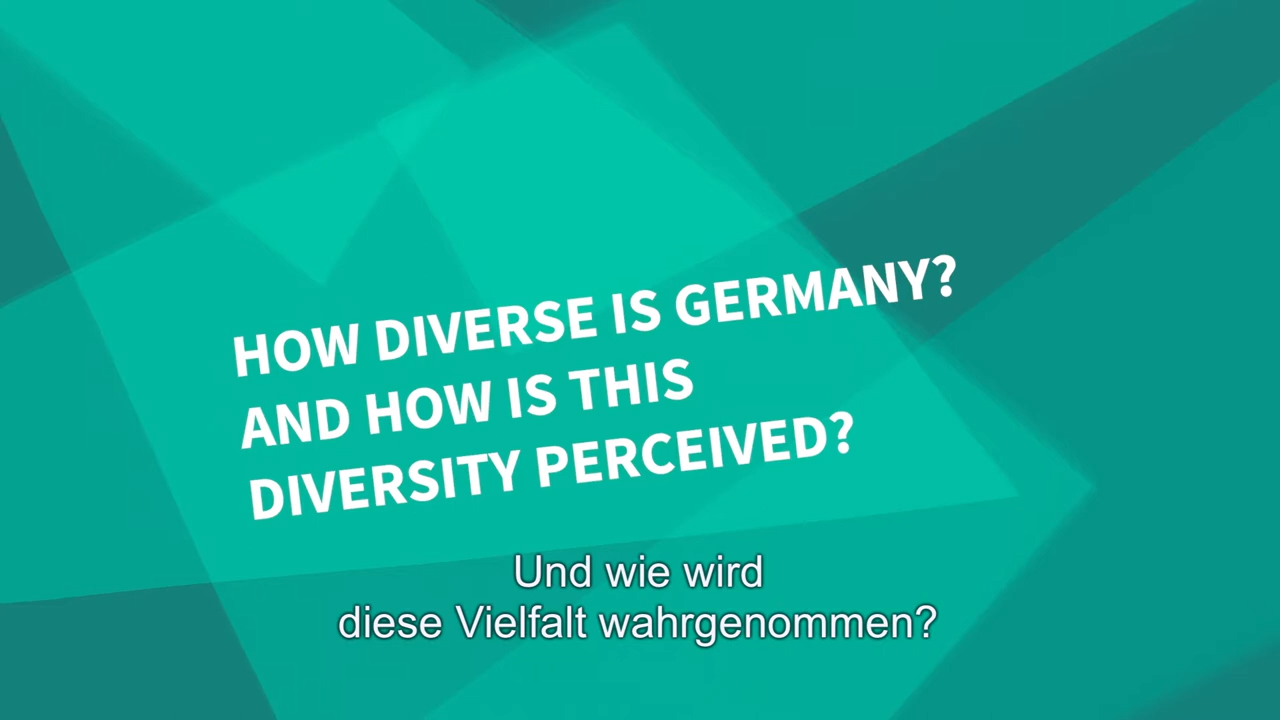 HOW DIVERSE IS GERMANY?
AND HOW IS THIS
DIVERSITY PERCEIVED?
Und wie wird
diese Vielfalt wahrgenommen?